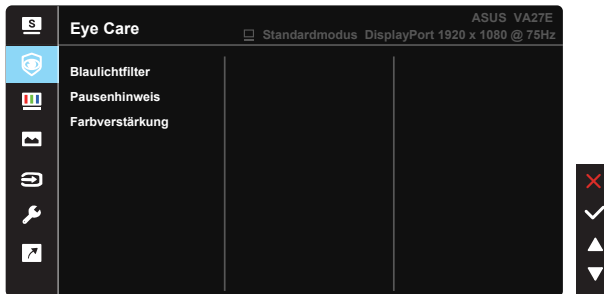 S
Eye Care
ASUS VA27E
Standardmodus DisplayPort 1920 x 1080 @ 75Hz
Blaulichtfilter
Pausenhinweis
Farbverstärkung